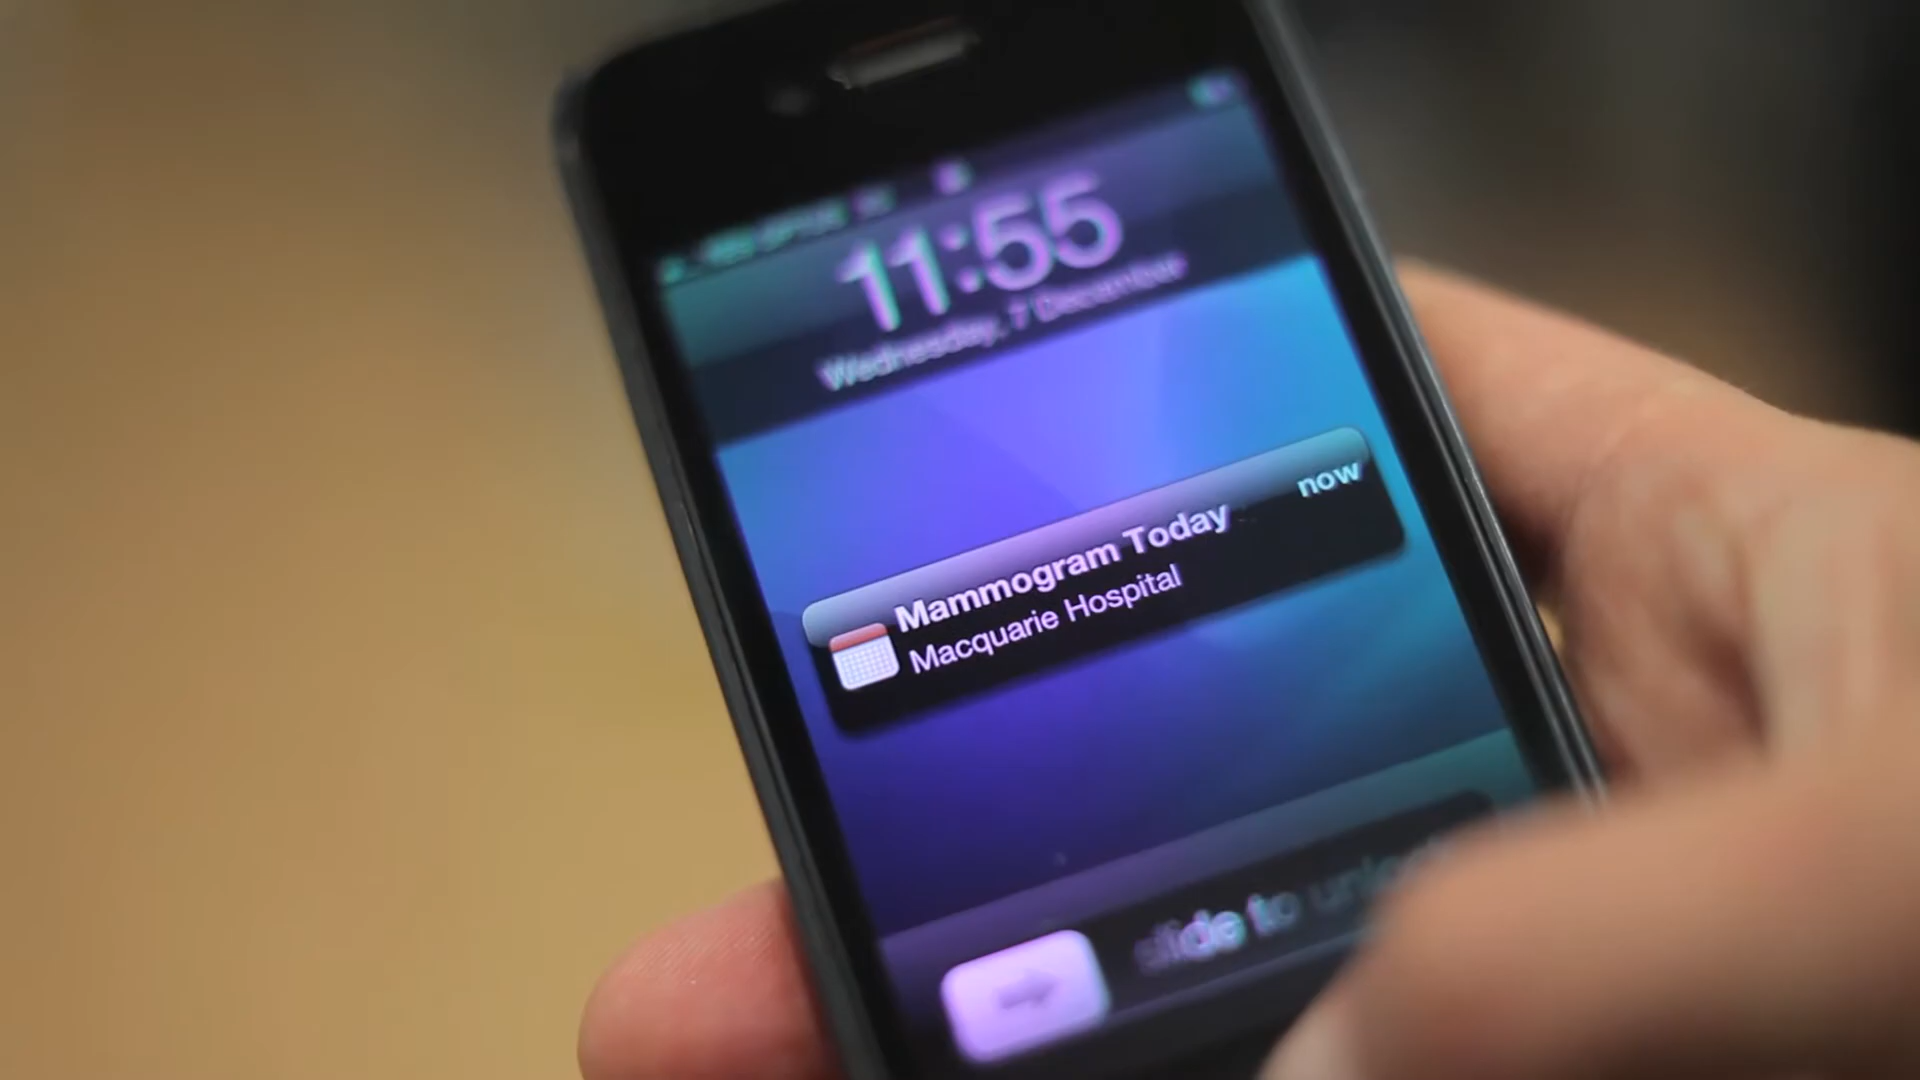 11:55
Wednesday, 7 December
Mammogram Today
now
Macquarie Hospital
slide to